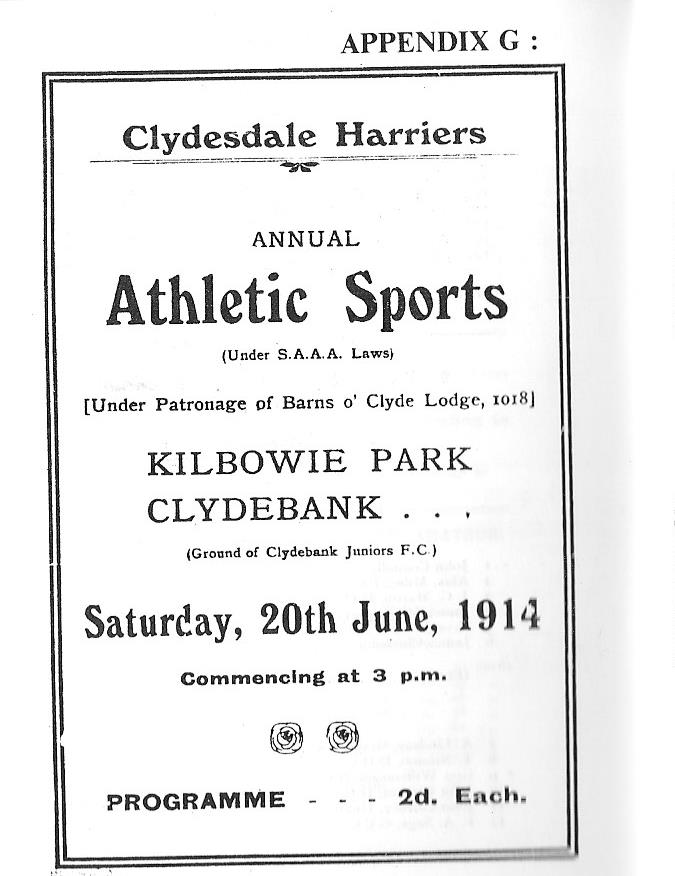 APPENDIX G :
Clydesdale Harriers
ANNUAL
Athletic Sports
(Under S.A.A.A. Laws)
[Under Patronage of Barns o' Clyde Lodge, 1018]
KILBOWIE PARK
CLYDEBANK . . .
(Ground of Clydebank Juniors F.C.)
Saturday, 20th June, 1914
Commencing at 3 p.m.
PROGRAMME - - - 2d. Each.